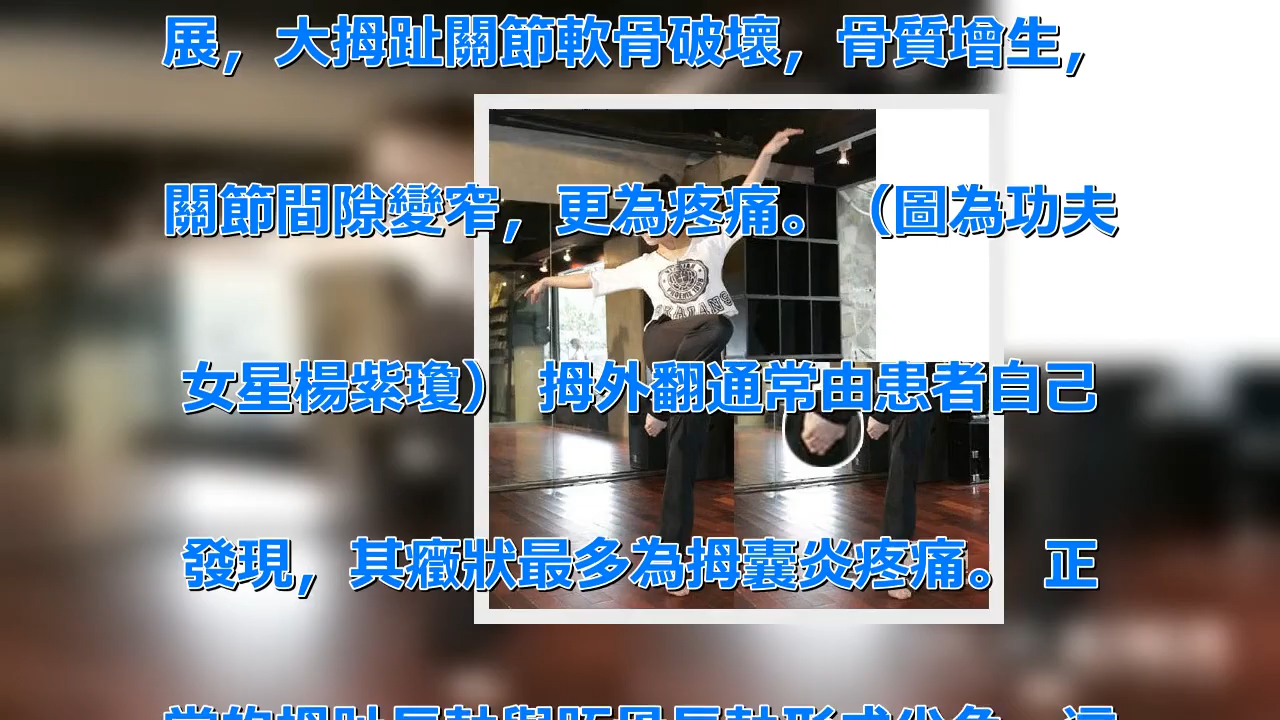 展，大拇趾關節軟骨破壞，骨質增生，
關節間隙變窄，更為疼痛。（圖為功夫
女星楊紫瓊） 拇外翻通常由患者自己
發現，其癥狀最多為拇囊炎疼痛。 正